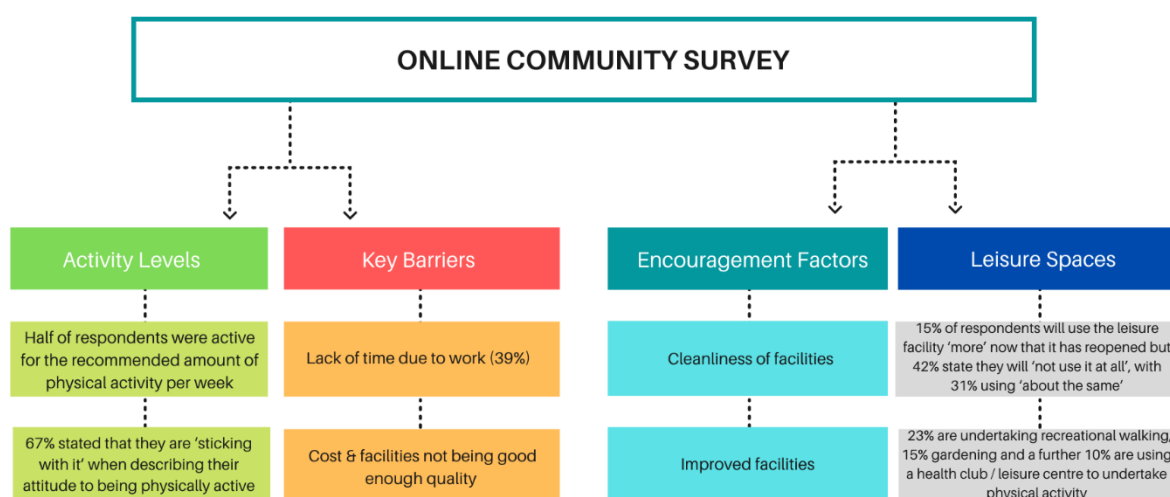 ONLINE COMMUNITY SURVEY
Activity Levels
Half of respondents were active
for the recommended amount of
physical activity per week
67% stated that they are ‘sticking
with it’ when describing their
attitude to being physically active
Key Barriers
Lack of time due to work (39%)
Cost & facilities not being good
enough quality
Encouragement Factors
Cleanliness of facilities
Improved facilities
Leisure Spaces
15% of respondents will use the leisure
facility ‘more’ now that it has reopened but
42% state they will ‘not use it at all’, with
31% using ‘about the same’
23% are undertaking recreational walking,
15% gardening and a further 10% are using
a health club / leisure centre to undertake
physical activity